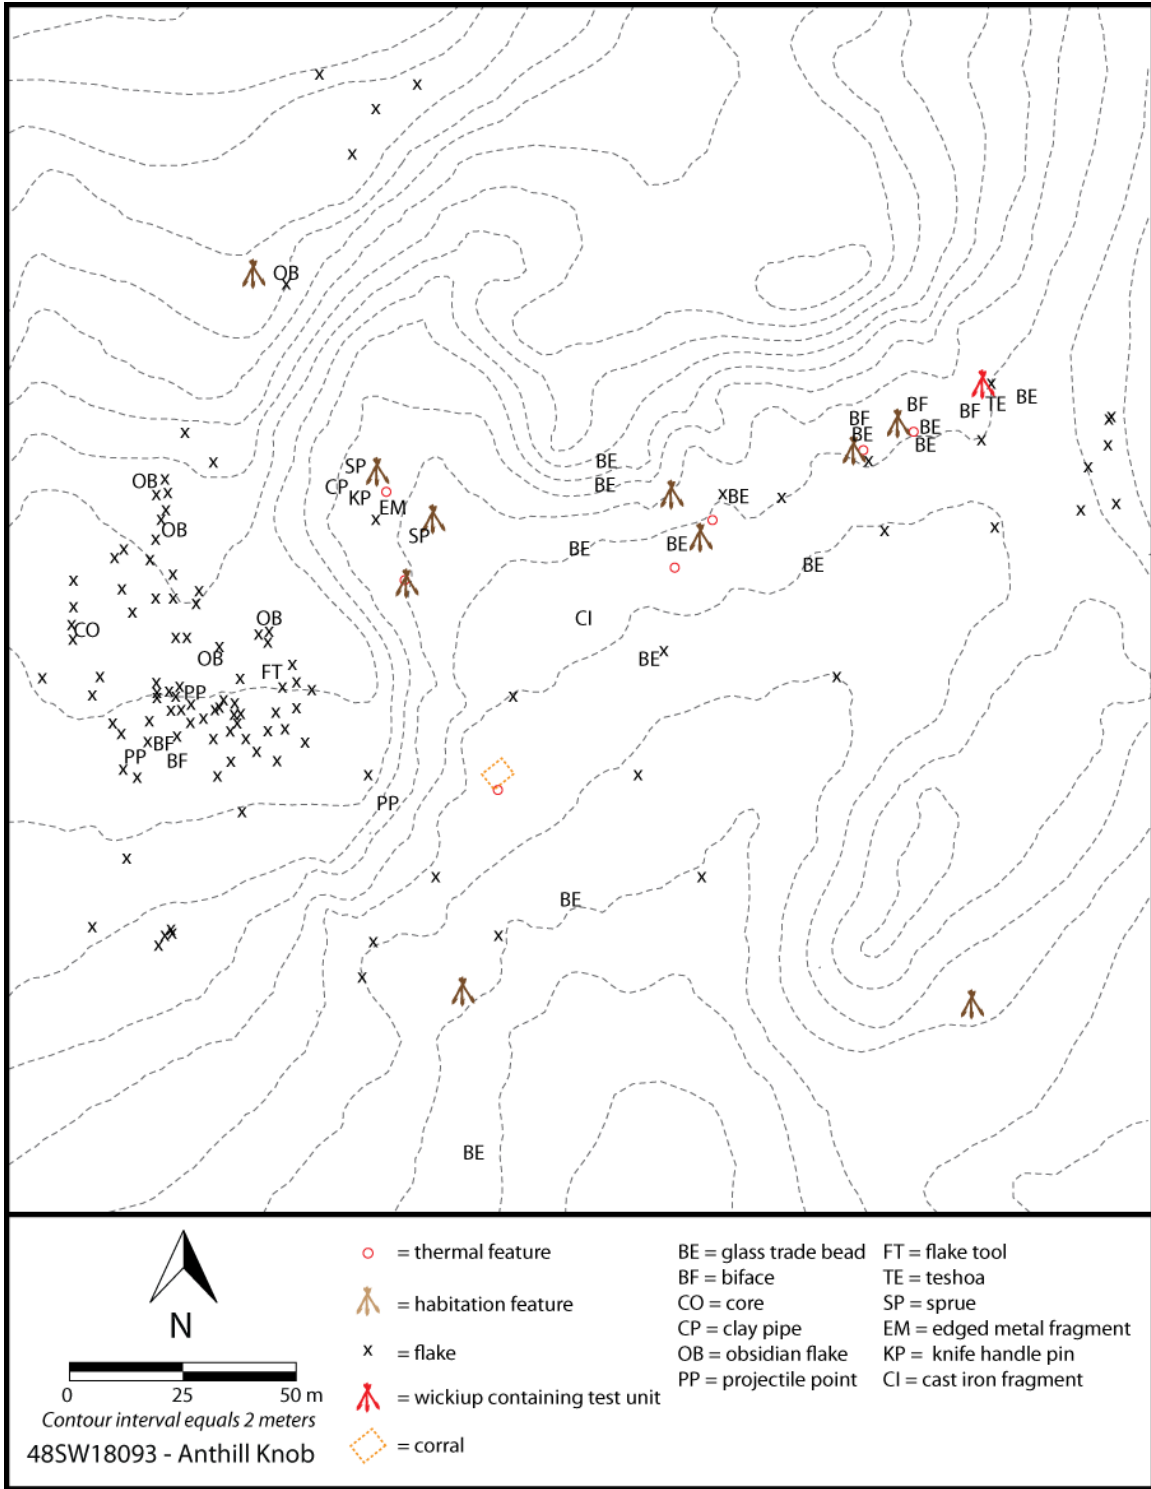 OB
BE
BF
TE
BF
BF
BE
BF
BE
BE
SP
BE
OB
CP
BE
KP
BE
EM
OB
SP
BE
BE
BE
OB
CI
CO
OB
BE
FT
PP
BF
PP
BF
PP
BE
BE
N
0 25 50 m
Contour interval equals 2 meters
48SW18093 - Anthill Knob
= thermal feature
= habitation feature
x = flake
= wickiup containing test unit
= corral
BE = glass trade bead
BF = biface
CO = core
CP = clay pipe
OB = obsidian flake
PP = projectile point
FT = flake tool
TE = teshoa
SP = sprue
EM = edged metal fragment
KP = knife handle pin
CI = cast iron fragment